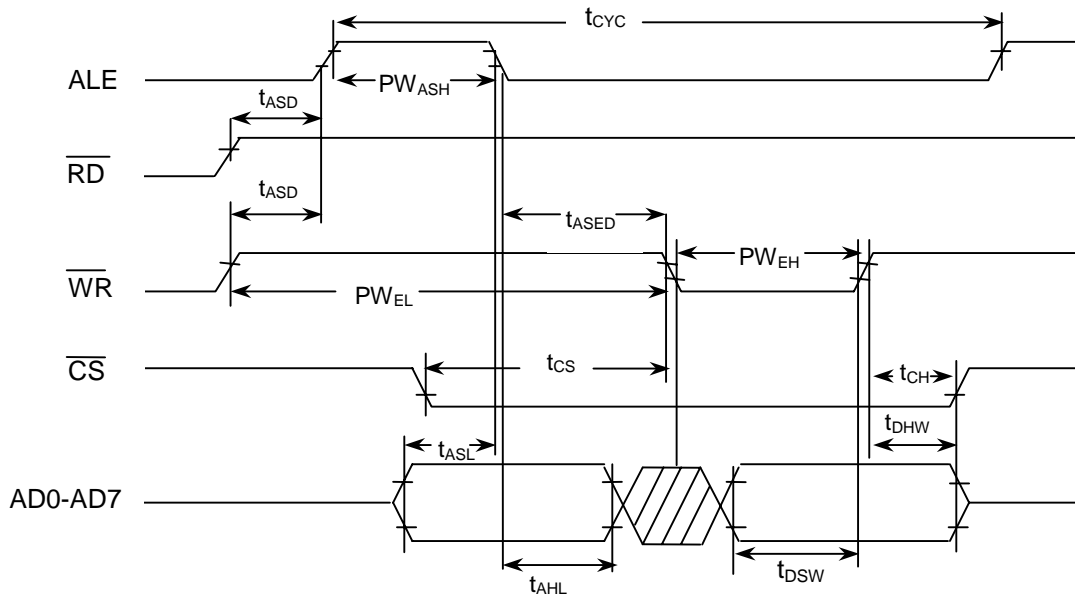 tCYC
ALE
PWASH
tASD
RD
tASD
tASED
PWEH
WR
PWEL
CS
tCS
tCH
tDHW
tASL
AD0-AD7
tAHL
tDSW